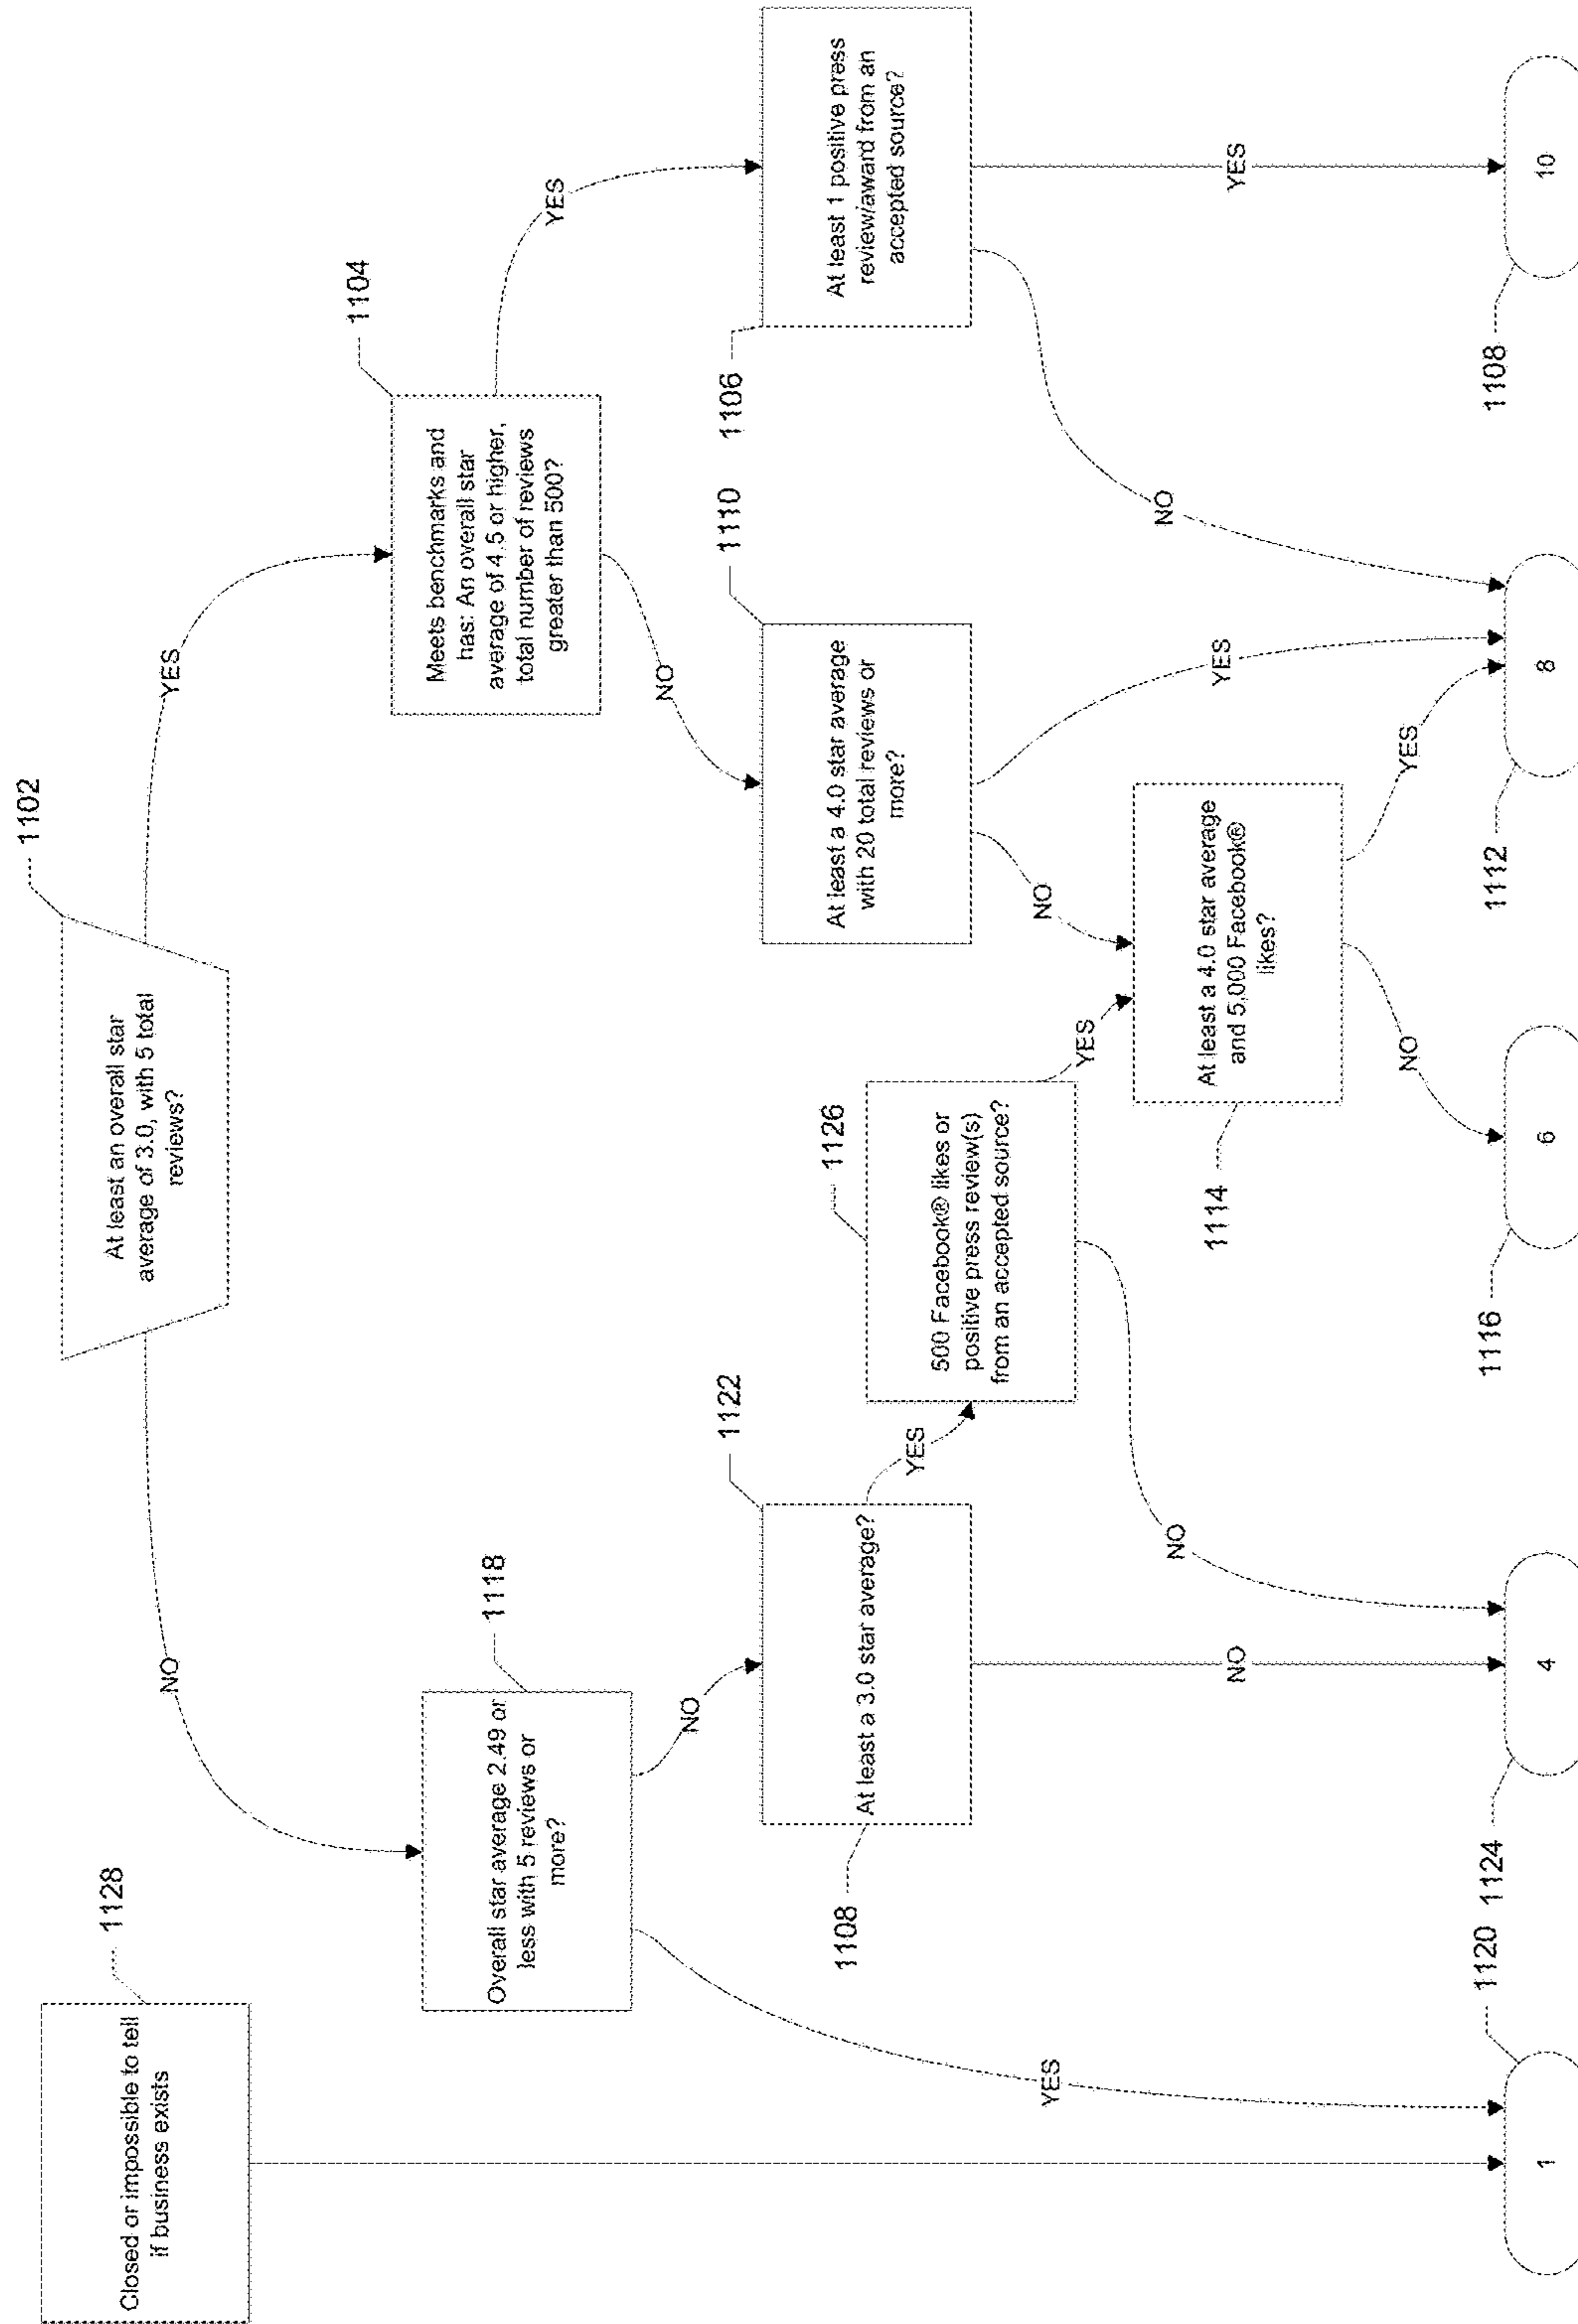 Closed or impossible to tell
if business exists
1128
At least an overall star
average of 3.0, with 5 total
reviews?
1102
NO
YES
Overall star average 2.49 or
less with 5 reviews or
more?
1118
Meets benchmarks and
has: An overall star
average of 4.5 or higher,
total number of reviews
greater than 500?
1104
YES
NO
NO
YES
At least a 3.0 star average?
1122
1108
YES
NO
500 Facebook® likes or
positive press review(s)
from an accepted source?
1126
YES
NO
At least a 4.0 star average
with 20 total reviews or
more?
1110
NO
YES
At least 1 positive press
review/award from an
accepted source?
1106
NO
YES
At least a 4.0 star average
and 5,000 Facebook®
likes?
1114
NO
YES
1
1120
4
1124
6
1116
8
1112
10
1108